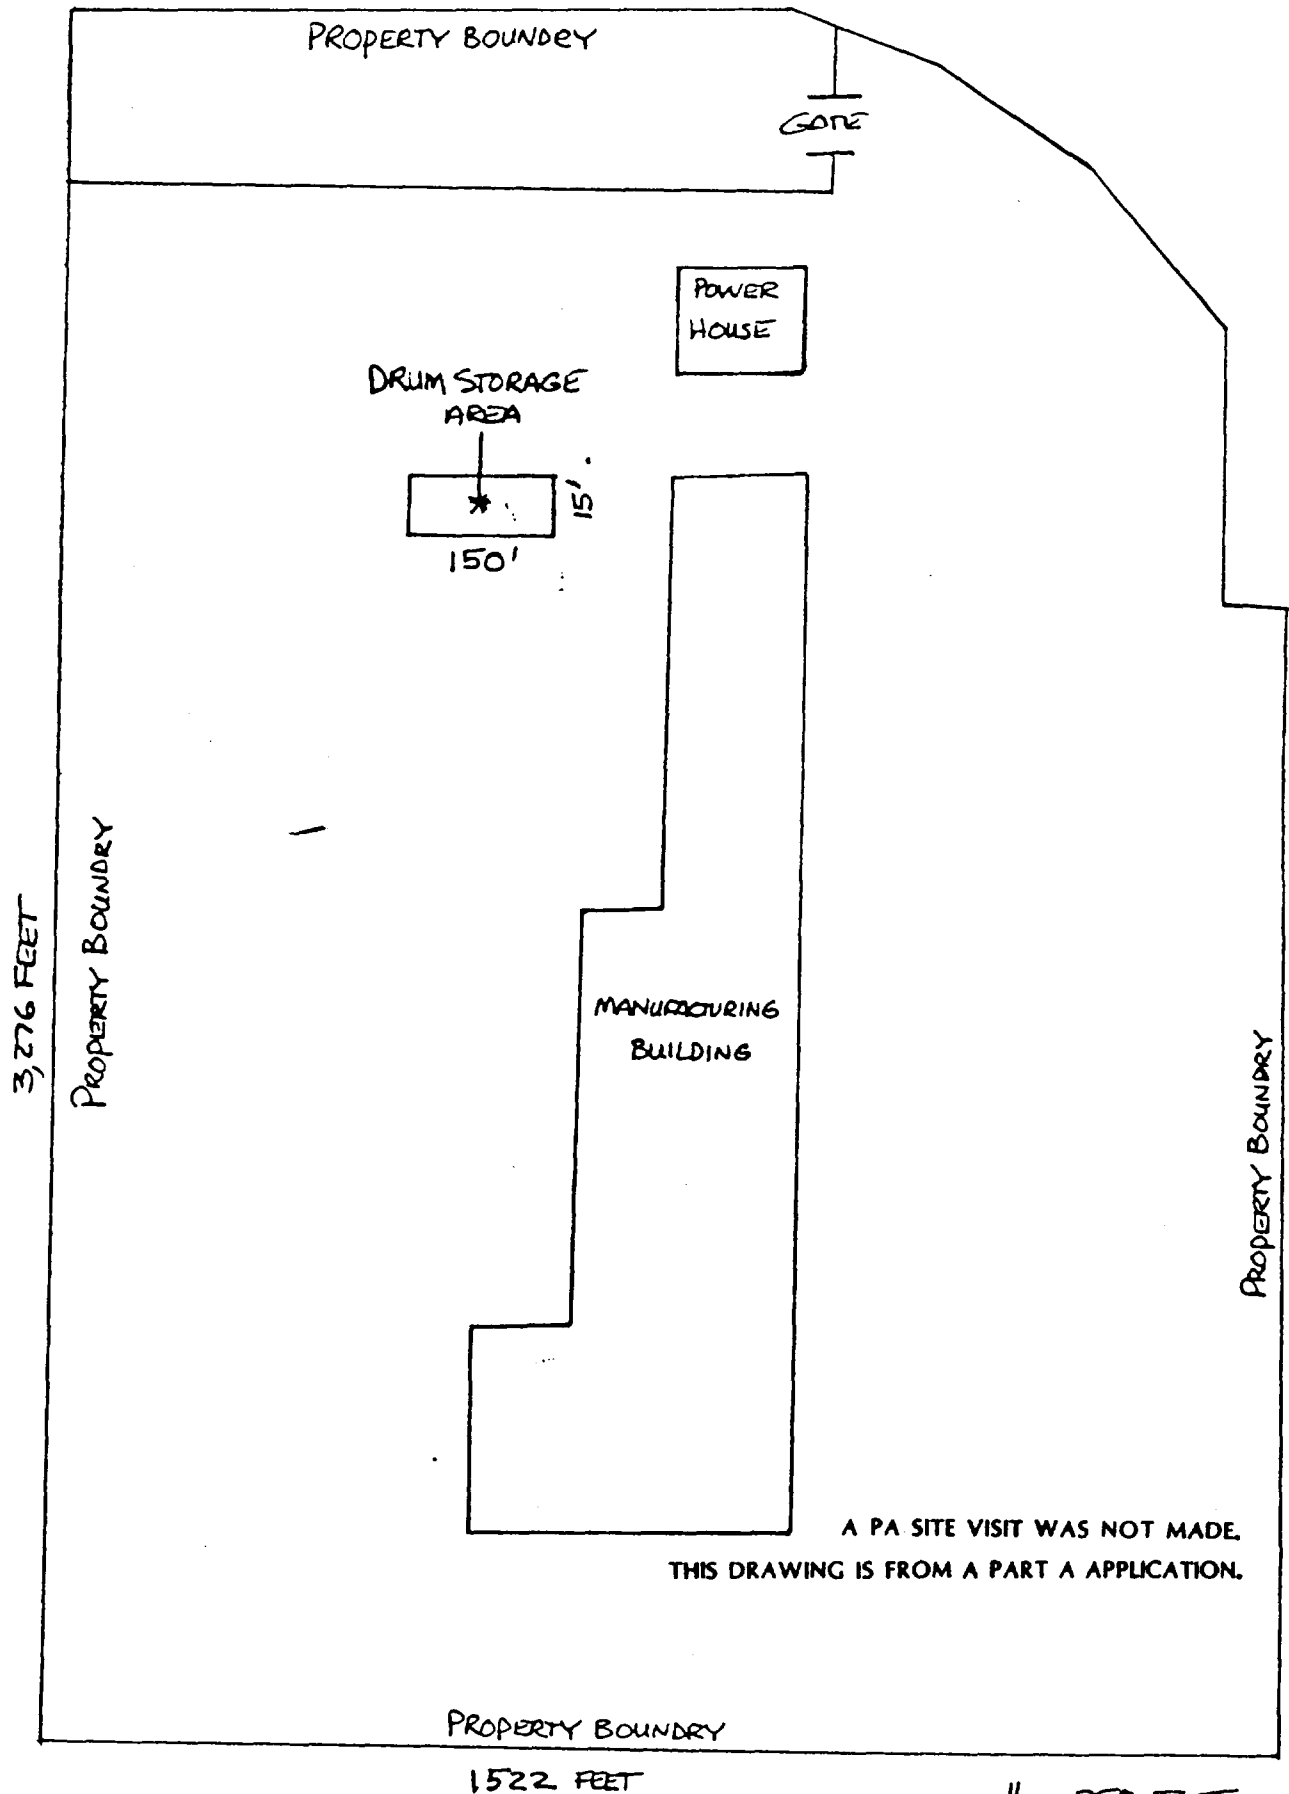 PROPERTY BOUNDRY
GATE
POWER
HOUSE
DRUM STORAGE
AREA
*
15'
150'
3,276 FEET
PROPERTY BOUNDRY
MANUFACTURING
BUILDING
PROPERTY BOUNDRY
A PA SITE VISIT WAS NOT MADE.
THIS DRAWING IS FROM A PART A APPLICATION.
PROPERTY BOUNDRY
1522 FEET